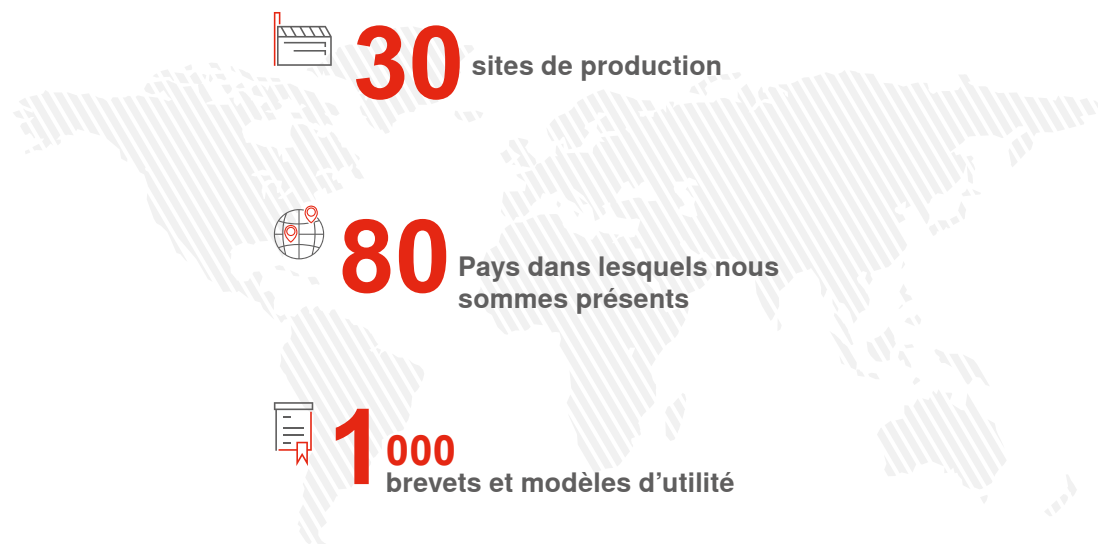 30 sites de production
80 Pays dans lesquels nous
sommes présents
1 000
brevets et modèles d’utilité